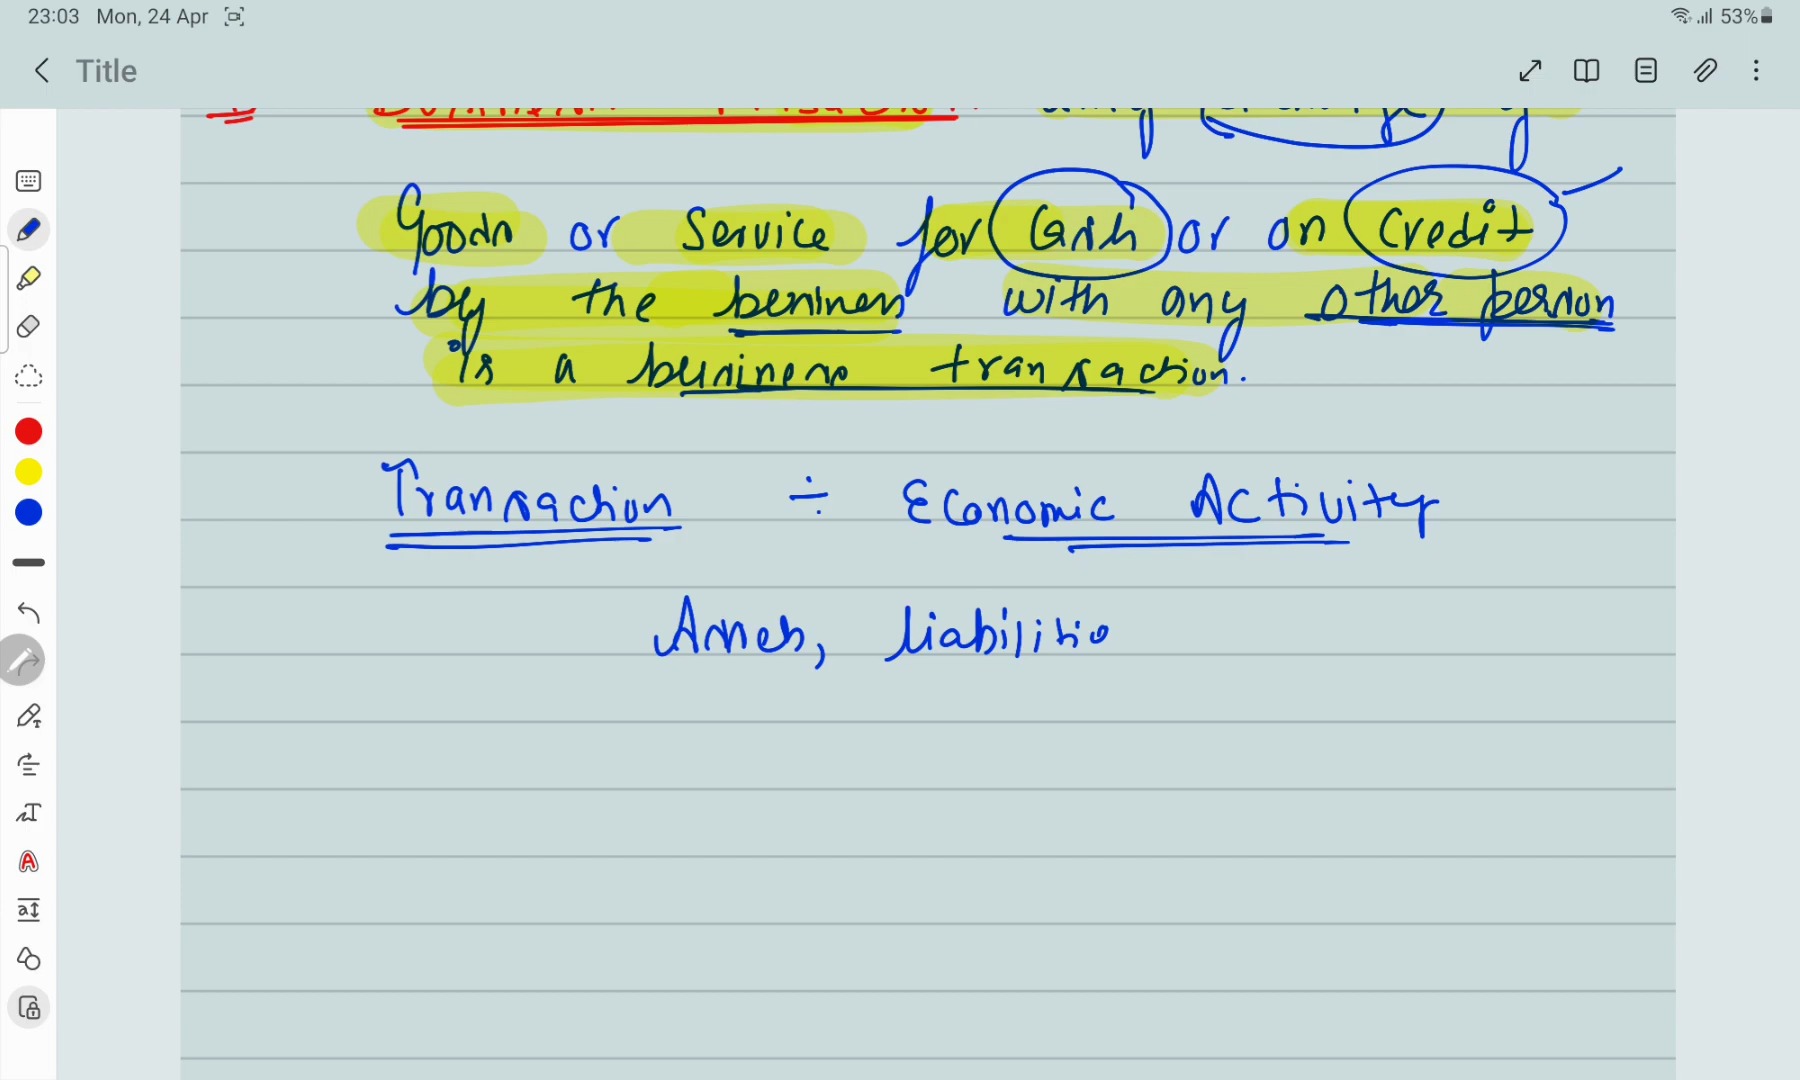 23:03 Mon, 24 Apr 53%
Title
Goods or Service for Cash or on Credit
by the business with any other person
is a business transaction.
Transaction ÷ Economic Activity
Assets, liabilitie